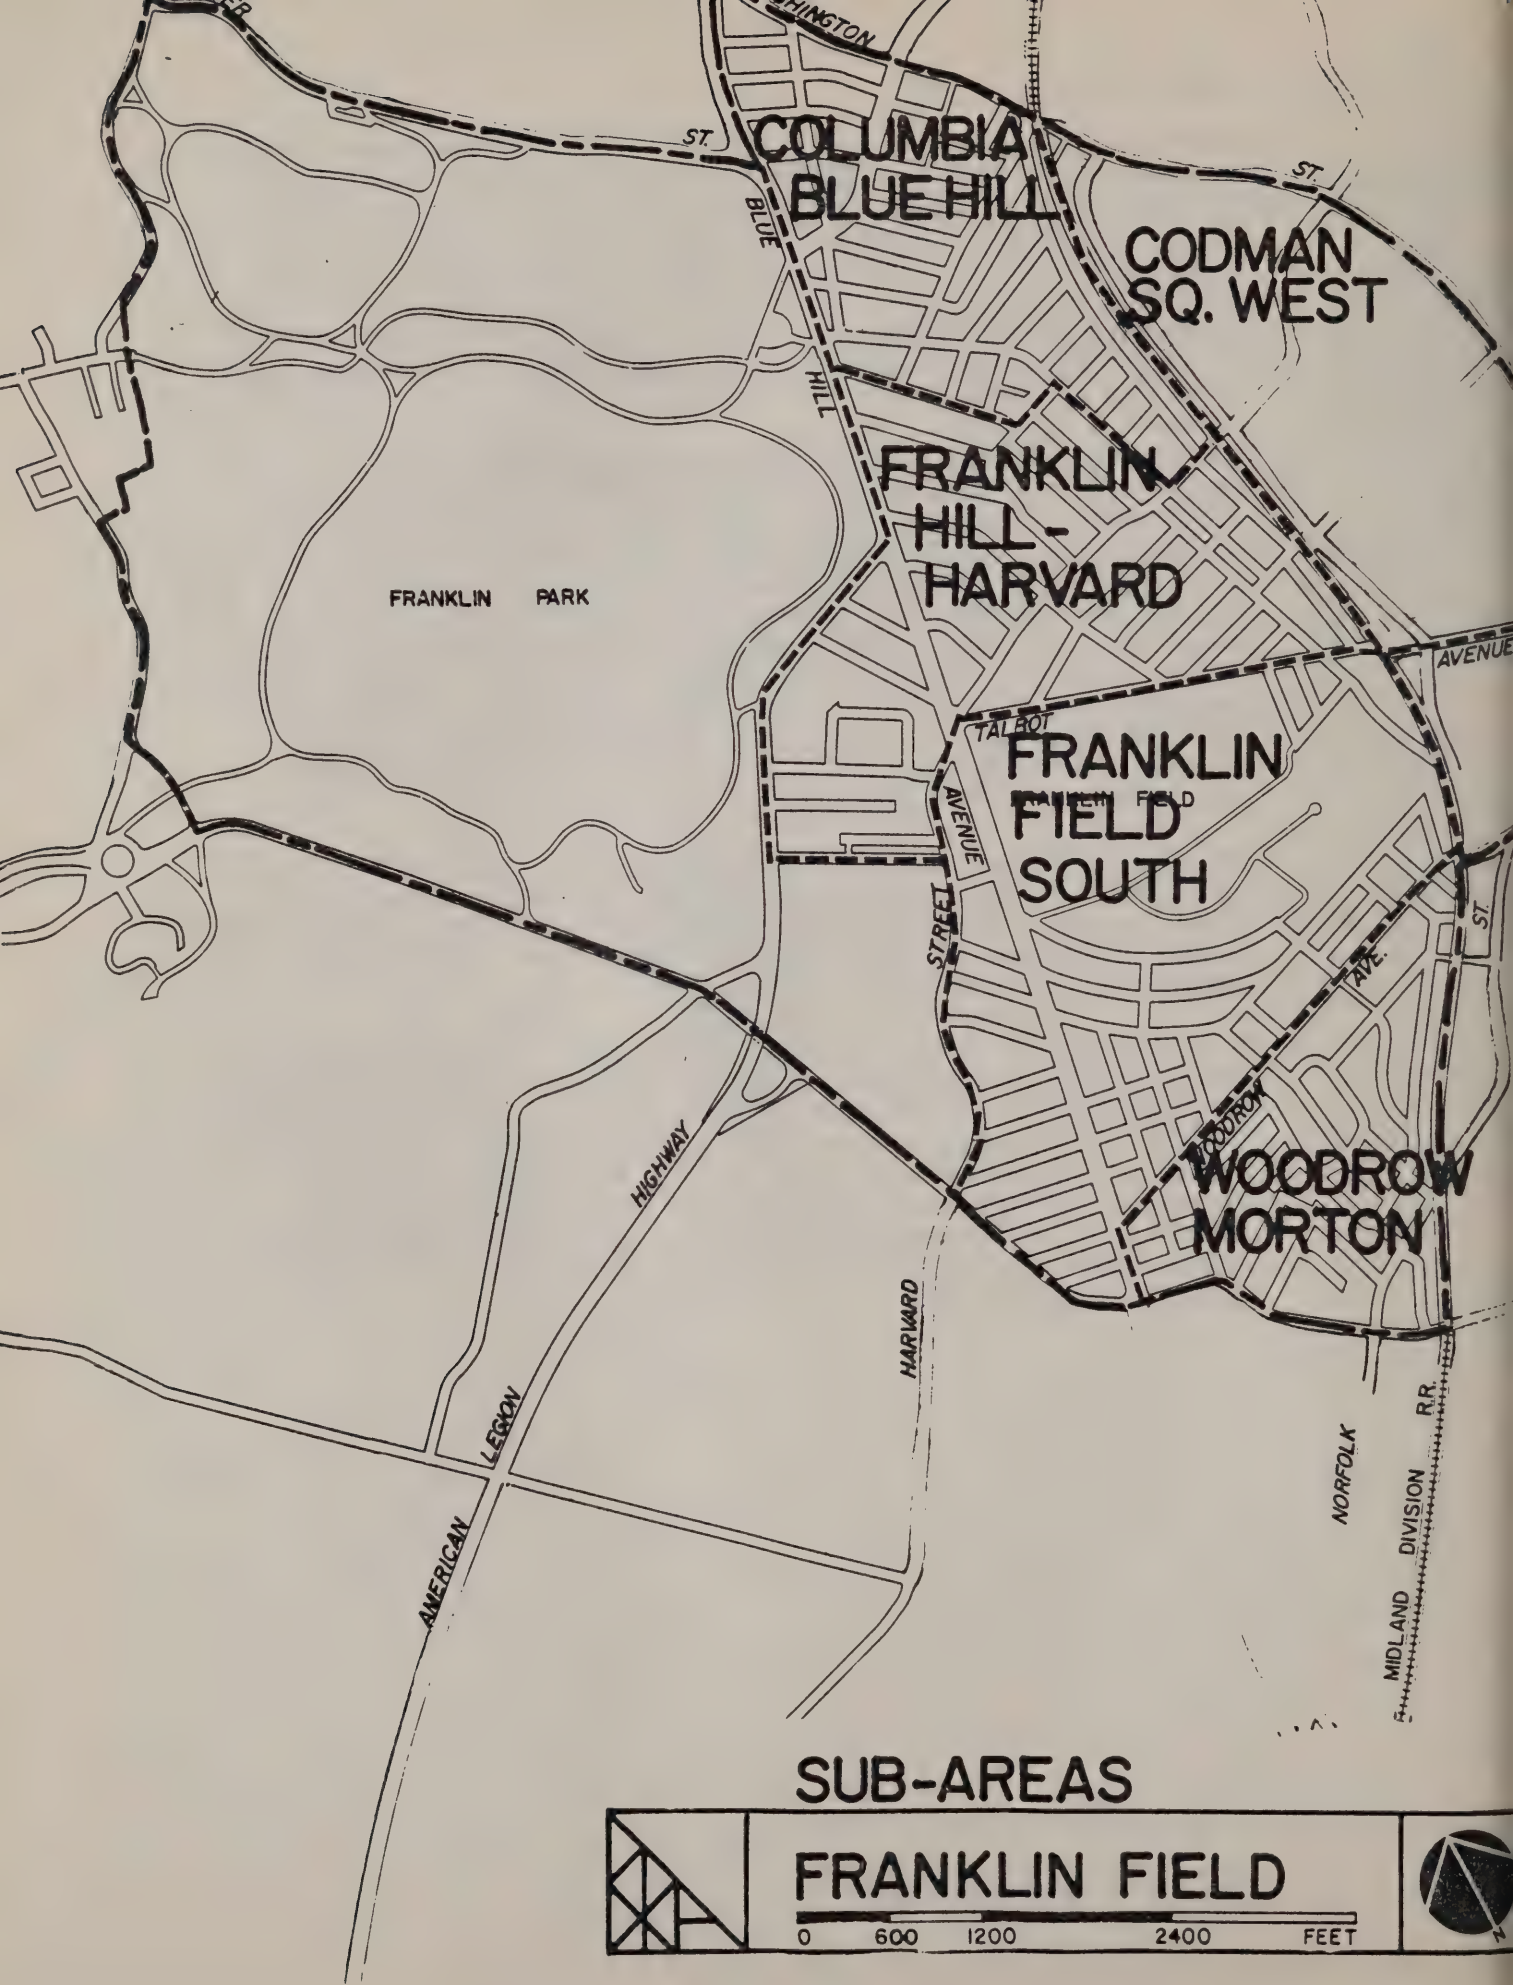 ST.
COLUMBIA
BLUE HILL
ST.
BLUE
CODMAN
SQ. WEST
HILL
FRANKLIN
HILL-
HARVARD
FRANKLIN PARK
AVENUE
TALBOT
FRANKLIN
FRANKLIN FIELD
FIELD
SOUTH
AVENUE
STREET
ST.
AVE.
WOODROW
HIGHWAY
WOODROW
MORTON
HARVARD
LEGION
AMERICAN
NORFOLK
MIDLAND DIVISION R.R.
SUB-AREAS
FRANKLIN FIELD
0 600 1200 2400 FEET
N